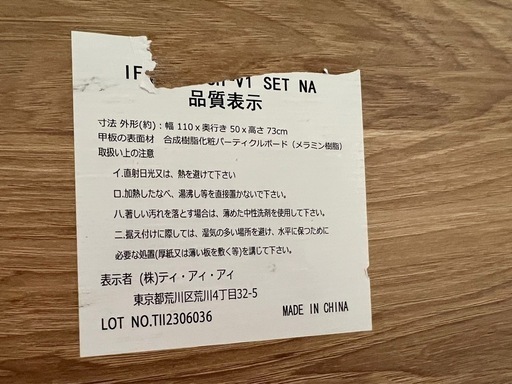 IF V1 SET NA
品質表示
寸法 外形(約)：幅 110 x 奥行き 50 x 高さ 73cm
甲板の表面材 合成樹脂化粧パーティクルボード（メラミン樹脂）
取扱い上の注意
イ.直射日光又は、熱を避けて下さい
ロ.加熱したなべ、湯沸し等を直接置かないで下さい。
ハ.著しい汚れを落とす場合は、薄めた中性洗剤を使用して下さい。
ニ.据え付けに際しては、湿気の多い場所を避け、水平に保つために
必要な処置(厚紙又は薄い板を敷く等)を講じて下さい。
表示者 (株)ティ・アイ・アイ
東京都荒川区荒川4丁目32-5
LOT NO.TII2306036
MADE IN CHINA